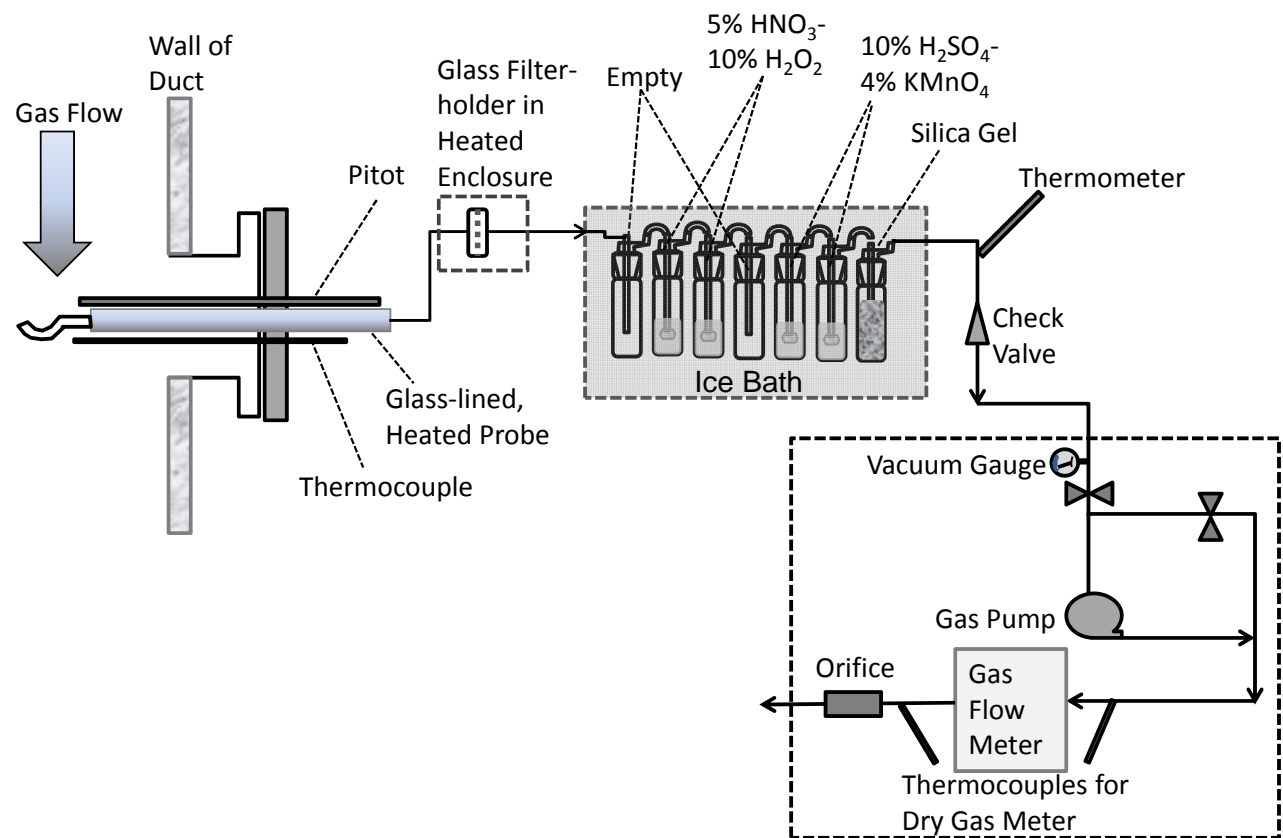 Wall of
Duct
Gas Flow
Pitot
Glass Filter-
holder in
Heated
Enclosure
Empty
5% HNO₃-
10% H₂O₂
10% H₂SO₄-
4% KMnO₄
Silica Gel
Thermometer
Check
Valve
Ice Bath
Glass-lined,
Heated Probe
Thermocouple
Vacuum Gauge
Gas Pump
Orifice
Gas
Flow
Meter
Thermocouples for
Dry Gas Meter